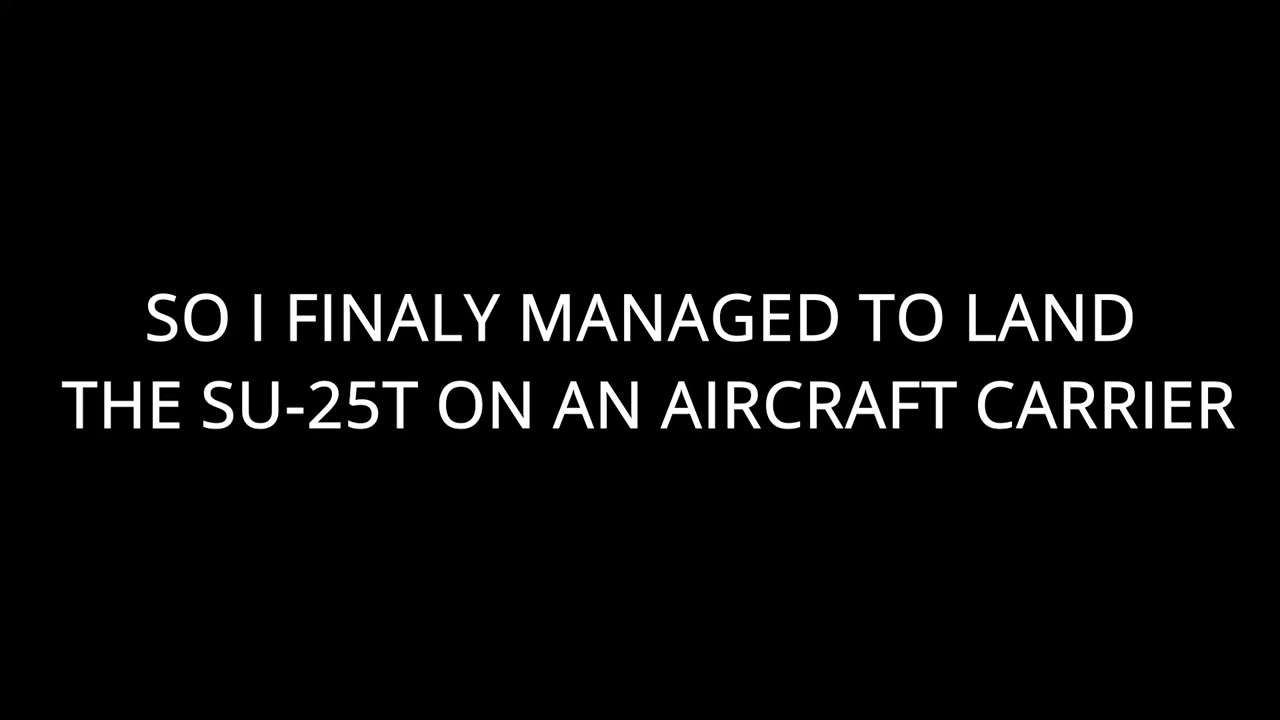 SO I FINALY MANAGED TO LAND
THE SU-25T ON AN AIRCRAFT CARRIER